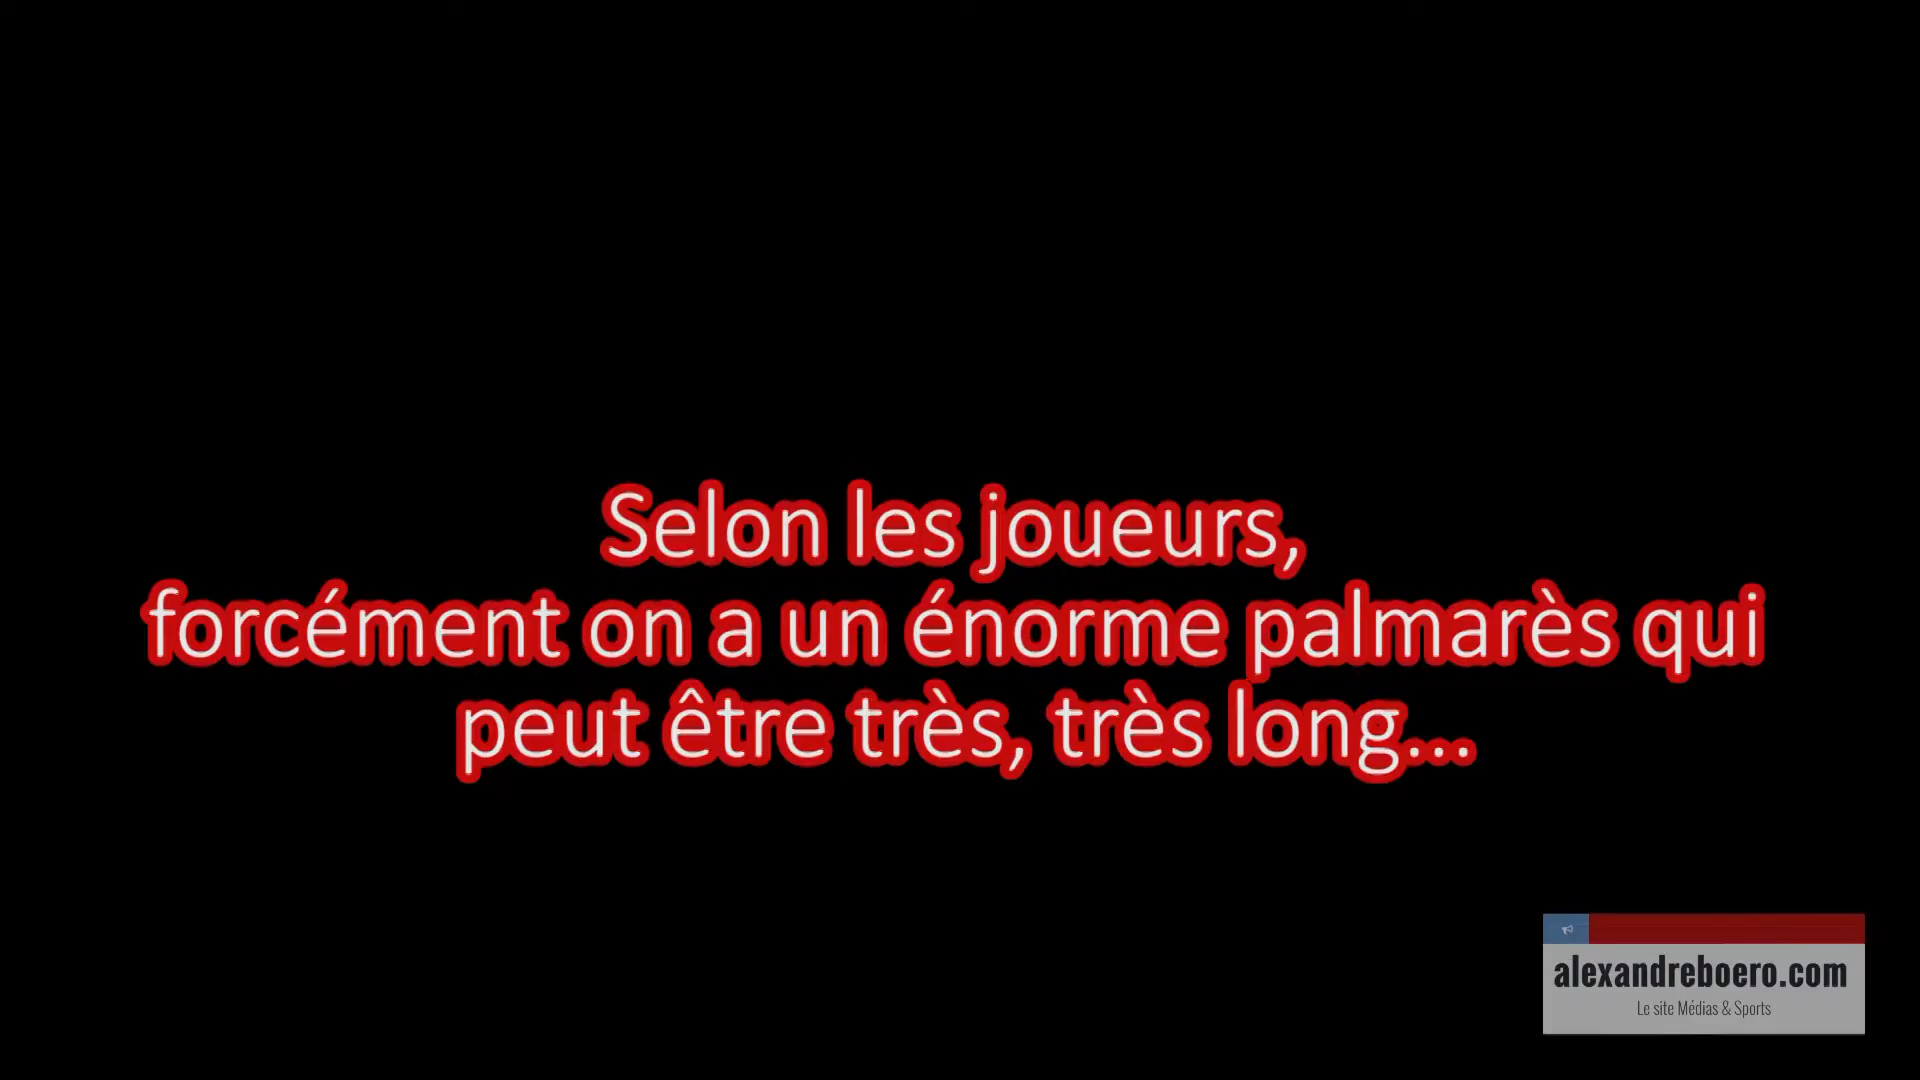 Selon les joueurs,
forcément on a un énorme palmarès qui
peut être très, très long...
alexandreboero.com
Le site Médias & Sports